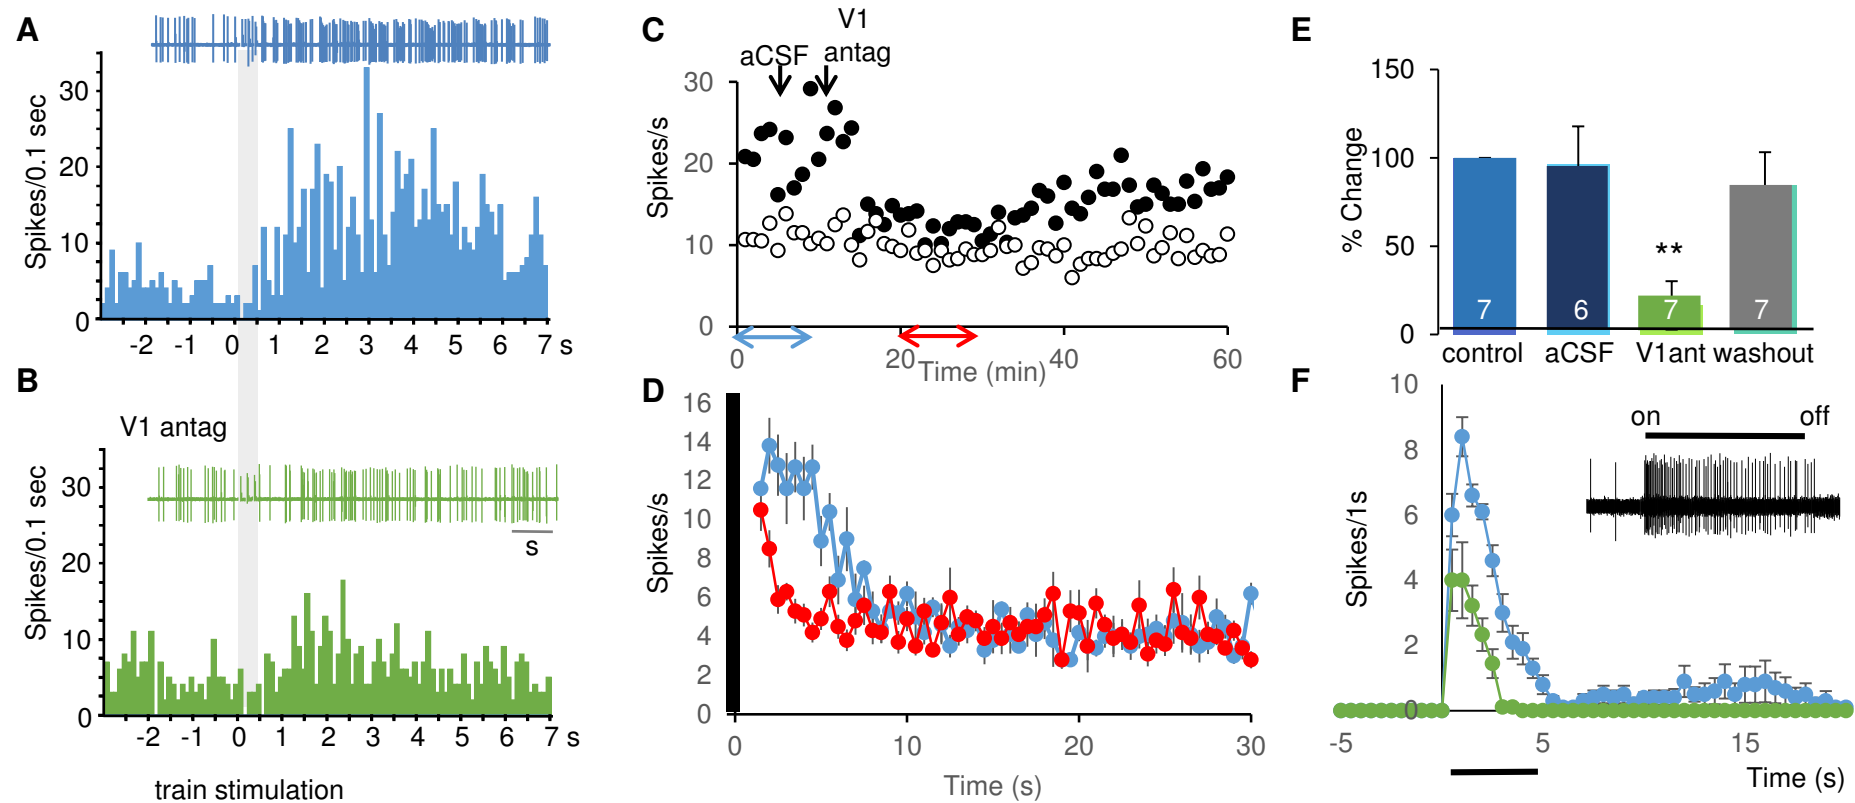 A
Spikes/0.1 sec
30
20
10
0
-2 -1 0 1 2 3 4 5 6 7 s
B
V1 antag
Spikes/0.1 sec
30
20
10
0
s
-2 -1 0 1 2 3 4 5 6 7 s
train stimulation
C
V1
aCSF antag
Spikes/s
30
20
10
0
0 20 40 60
Time (min)
D
Spikes/s
16
14
12
10
8
6
4
2
0
0 10 20 30
Time (s)
E
% Change
150
100
50
0
**
7 6 7 7
control aCSF V1ant washout
F
Spikes/1s
10
8
6
4
2
0
on off
-5 5 15
Time (s)